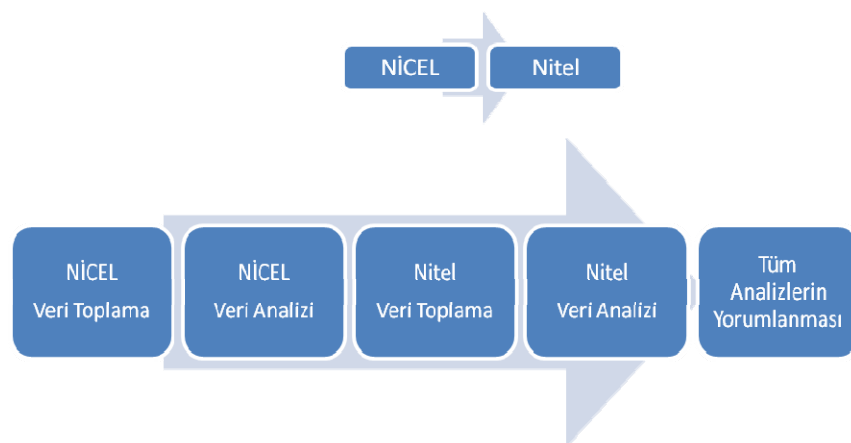 NİCEL
Nitel
NİCEL
Veri Toplama
NİCEL
Veri Analizi
Nitel
Veri Toplama
Nitel
Veri Analizi
Tüm
Analizlerin
Yorumlanması